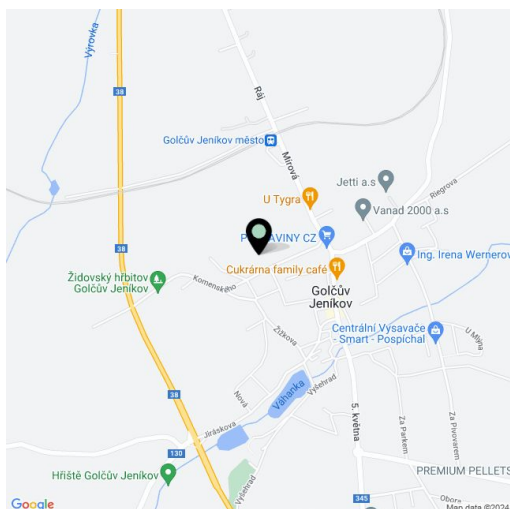 Výrovka
38
Ráj
Golčův Jeníkov město
Mírová
Jetti a.s
Riegrova
U Tygra
Vanad 2000 a.s
38
Ing. Irena Wernerov
Cukrárna family café
Židovský hřbitov
Golčův Jeníkov
Komenského
Golčův
Jeníkov
Žižkova
Centrální Vysavače
- Smart - Pospíchal
U Mlýna
Váhanka
Vyšehrad
38
Nová
5. května
Jiráskova
Za Parkem
Za Pivovarem
130
Hřiště Golčův Jeníkov
Vyšehrad
PREMIUM PELLETS
345
Obora
Google
Map data ©2024